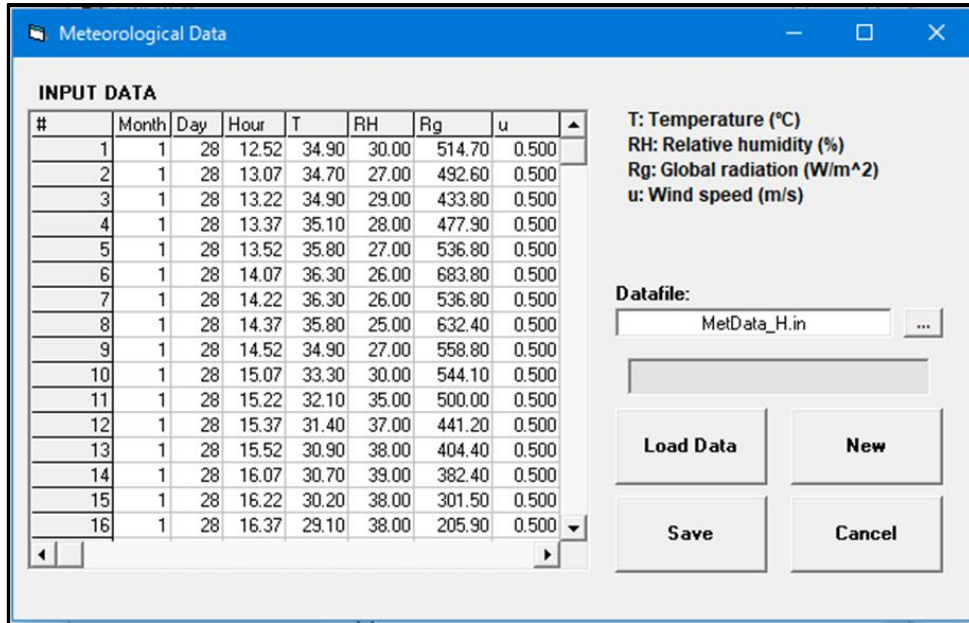 Meteorological Data
INPUT DATA
# Month Day Hour T RH Rg u
1 1 28 12.52 34.90 30.00 514.70 0.500
2 1 28 13.07 34.70 27.00 492.60 0.500
3 1 28 13.22 34.90 29.00 433.80 0.500
4 1 28 13.37 35.10 28.00 477.90 0.500
5 1 28 13.52 35.80 27.00 536.80 0.500
6 1 28 14.07 36.30 26.00 683.80 0.500
7 1 28 14.22 36.30 26.00 536.80 0.500
8 1 28 14.37 35.80 25.00 632.40 0.500
9 1 28 14.52 34.90 27.00 558.80 0.500
10 1 28 15.07 33.30 30.00 544.10 0.500
11 1 28 15.22 32.10 35.00 500.00 0.500
12 1 28 15.37 31.40 37.00 441.20 0.500
13 1 28 15.52 30.90 38.00 404.40 0.500
14 1 28 16.07 30.70 39.00 382.40 0.500
15 1 28 16.22 30.20 38.00 301.50 0.500
16 1 28 16.37 29.10 38.00 205.90 0.500
T: Temperature (°C)
RH: Relative humidity (%)
Rg: Global radiation (W/m^2)
u: Wind speed (m/s)
Datafile:
MetData_H.in ...
Load Data New
Save Cancel